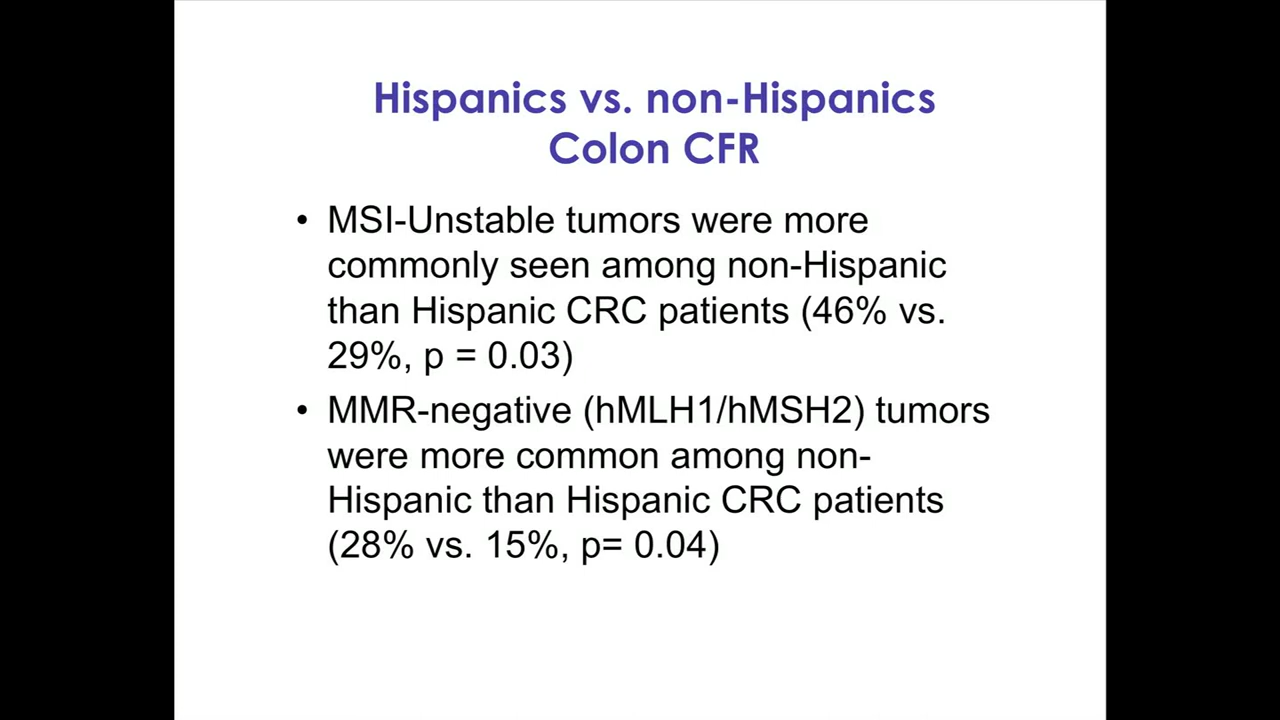 Hispanics vs. non-Hispanics
Colon CFR
• MSI-Unstable tumors were more
commonly seen among non-Hispanic
than Hispanic CRC patients (46% vs.
29%, p = 0.03)
• MMR-negative (hMLH1/hMSH2) tumors
were more common among non-
Hispanic than Hispanic CRC patients
(28% vs. 15%, p= 0.04)